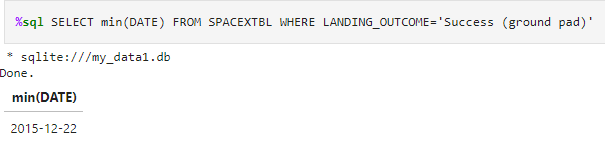 %sql SELECT min(DATE) FROM SPACEXTBL WHERE LANDING_OUTCOME='Success (ground pad)'
* sqlite:///my_data1.db
Done.
min(DATE)
2015-12-22